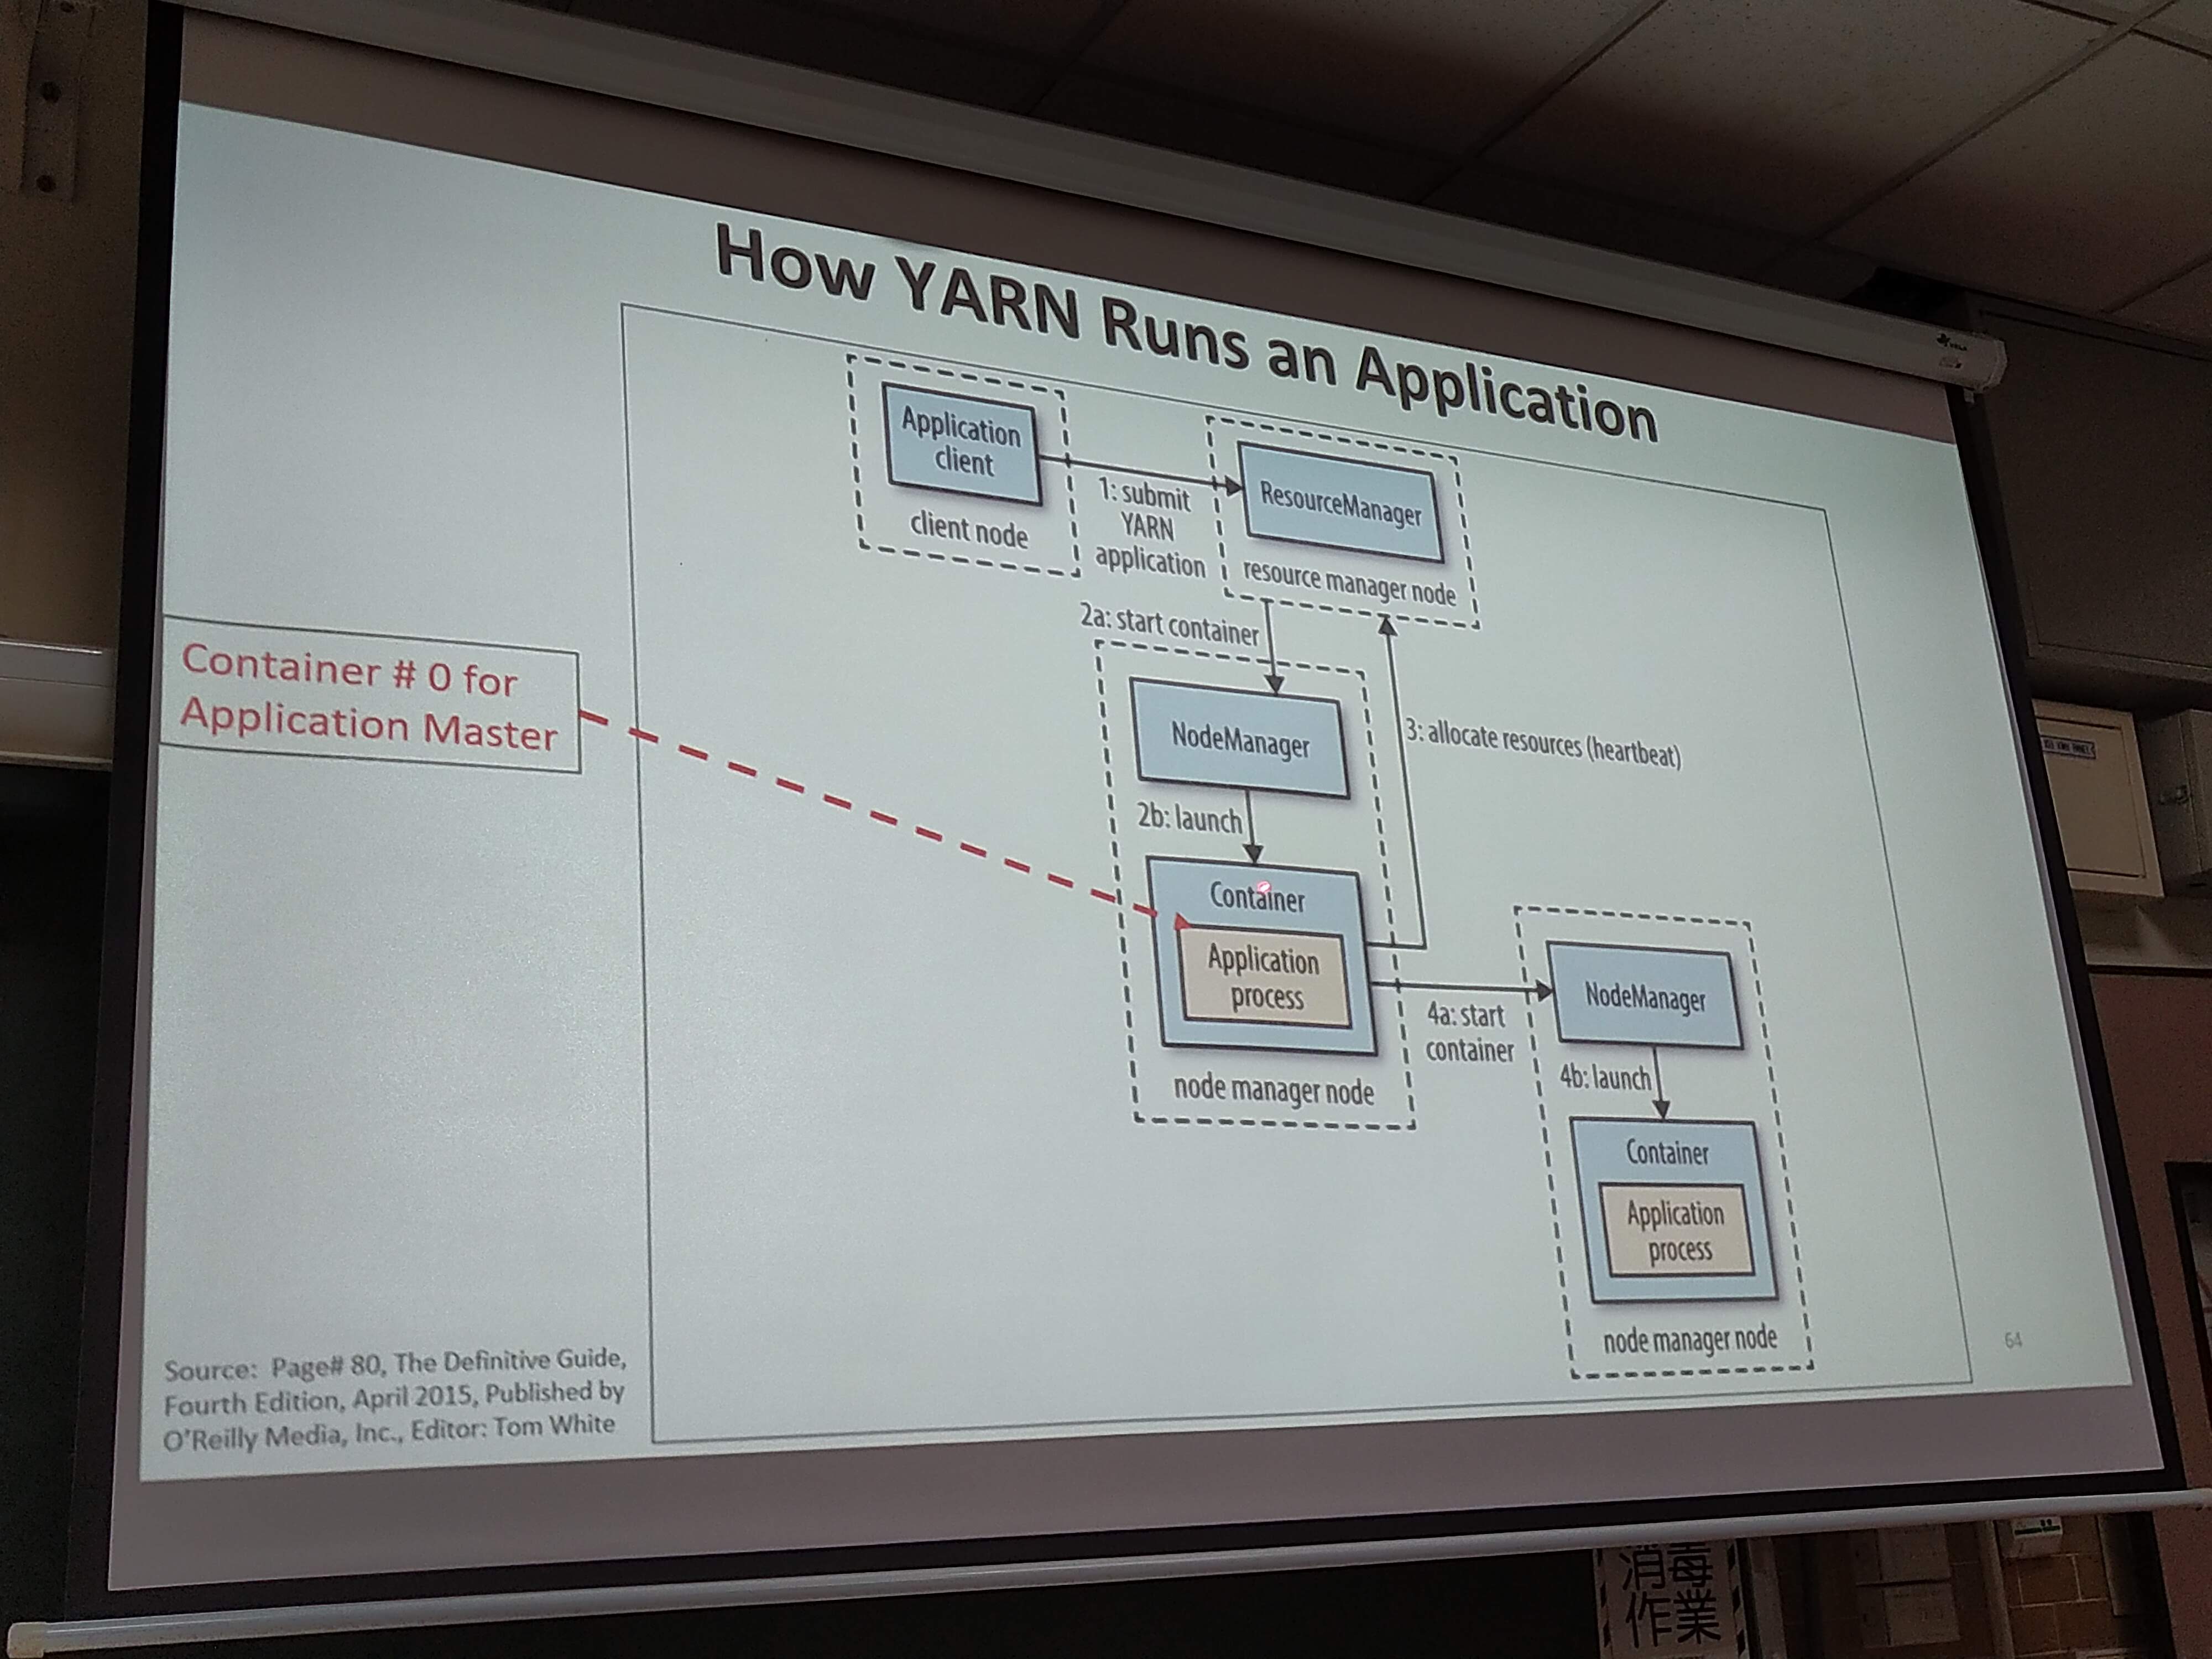 How YARN Runs an Application
Application
client
client node
1: submit
YARN
application
ResourceManager
resource manager node
2a: start container
NodeManager
2b: launch
Container
Application
process
node manager node
3: allocate resources (heartbeat)
4a: start
container
NodeManager
4b: launch
Container
Application
process
node manager node
Container # 0 for
Application Master
Source: Page# 80, The Definitive Guide,
Fourth Edition, April 2015, Published by
O'Reilly Media, Inc., Editor: Tom White
64
消毒
作業